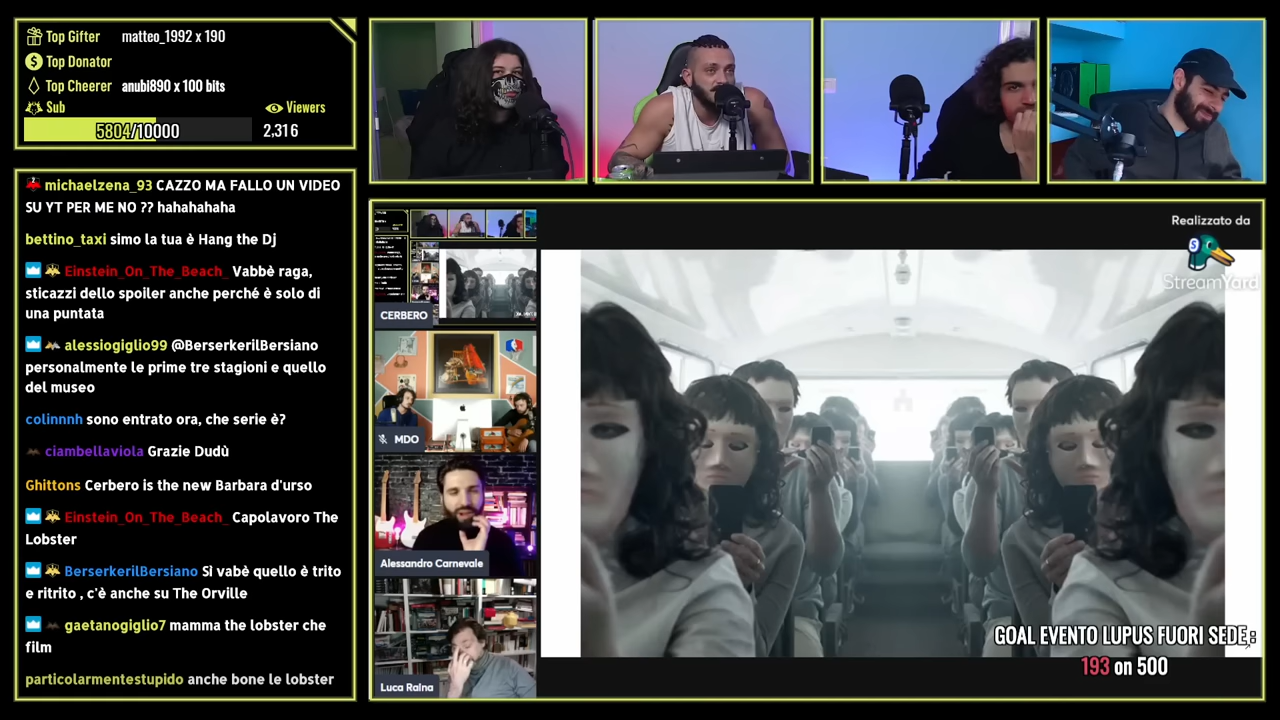 Top Gifter matteo_1992 x 190
Top Donator
Top Cheerer anubi890 x 100 bits
Sub Viewers
5804/10000 2,316
michaelzena_93 CAZZO MA FALLO UN VIDEO
SU YT PER ME NO ?? hahahahaha
bettino_taxi simo la tua è Hang the Dj
Einstein_On_The_Beach_ Vabbè raga,
sticazzi dello spoiler anche perché è solo di
una puntata
alessiogiglio99 @BerserkerilBersiano
personalmente le prime tre stagioni e quello
del museo
colinnnh sono entrato ora, che serie è?
ciambellaviola Grazie Dudù
Ghittons Cerbero is the new Barbara d'urso
Einstein_On_The_Beach_ Capolavoro The
Lobster
BerserkerilBersiano Sì vabè quello è trito
e ritrito , c'è anche su The Orville
gaetanogiglio7 mamma the lobster che
film
particolarmentestupido anche bone le lobster
CERBERO
MDO
Alessandro Carnevale
Luca Raina
Realizzato da
StreamYard
GOAL EVENTO LUPUS FUORI SEDE,:
193 on 500